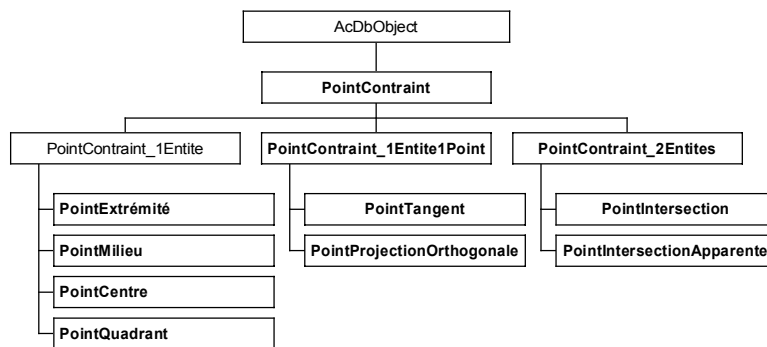 AcDbObject
PointContraint
PointContraint_1Entite
PointContraint_1Entite1Point
PointContraint_2Entites
PointExtrémité
PointMilieu
PointCentre
PointQuadrant
PointTangent
PointProjectionOrthogonale
PointIntersection
PointIntersectionApparente